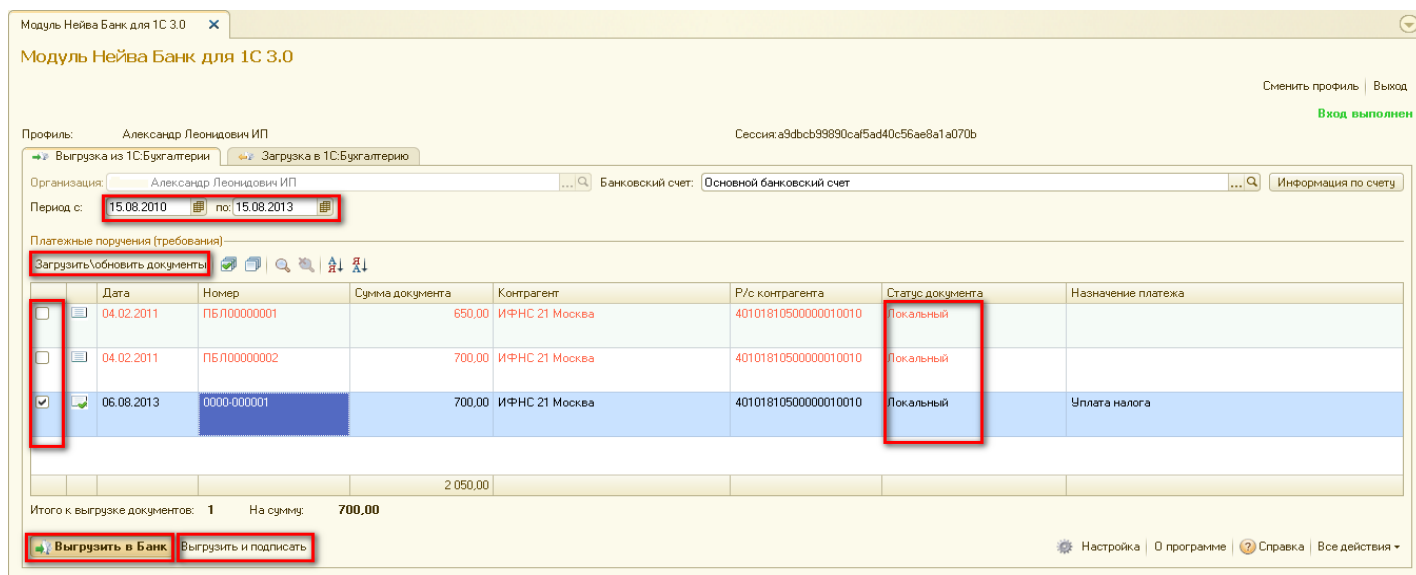 Модуль Нейва Банк для 1С 3.0
Модуль Нейва Банк для 1С 3.0
Сменить профиль Выход
Вход выполнен
Профиль: Александр Леонидович ИП Сессия:a9dbcb99890caf5ad40c56ae8a1a070b
Выгрузка из 1С:Бухгалтерии Загрузка в 1С:Бухгалтерию
Организация: Александр Леонидович ИП ... Банковский счет: Основной банковский счет ... Информация по счету
Период с: 15.08.2010 по: 15.08.2013
Платежные поручения (требования)
Загрузить\обновить документы
Дата Номер Сумма документа Контрагент Р/с контрагента Статус документа Назначение платежа
04.02.2011 ПБЛ00000001 650,00 ИФНС 21 Москва 40101810500000010010 Локальный
04.02.2011 ПБЛ00000002 700,00 ИФНС 21 Москва 40101810500000010010 Локальный
06.08.2013 0000-000001 700,00 ИФНС 21 Москва 40101810500000010010 Локальный Уплата налога
2 050,00
Итого к выгрузке документов: 1 На сумму: 700,00
Выгрузить в Банк Выгрузить и подписать Настройка О программе Справка Все действия